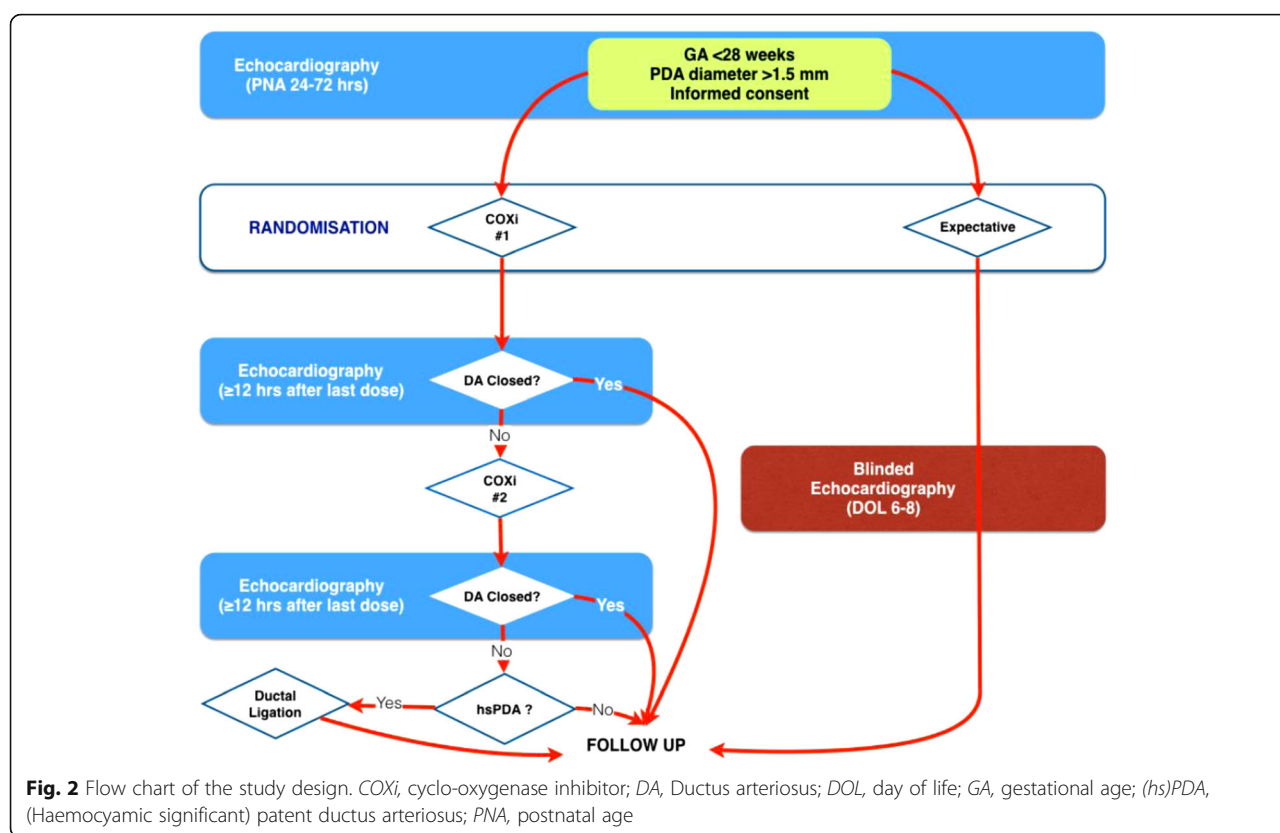 Echocardiography
(PNA 24-72 hrs)
GA <28 weeks
PDA diameter >1.5 mm
Informed consent
RANDOMISATION
COXi
#1
Expectative
Echocardiography
(≥12 hrs after last dose)
DA Closed?
Yes
No
COXi
#2
Blinded
Echocardiography
(DOL 6-8)
Echocardiography
(≥12 hrs after last dose)
DA Closed?
Yes
No
Ductal
Ligation
Yes
hsPDA ?
No
FOLLOW UP
Fig. 2 Flow chart of the study design. COXi, cyclo-oxygenase inhibitor; DA, Ductus arteriosus; DOL, day of life; GA, gestational age; (hs)PDA,
(Haemocyamic significant) patent ductus arteriosus; PNA, postnatal age